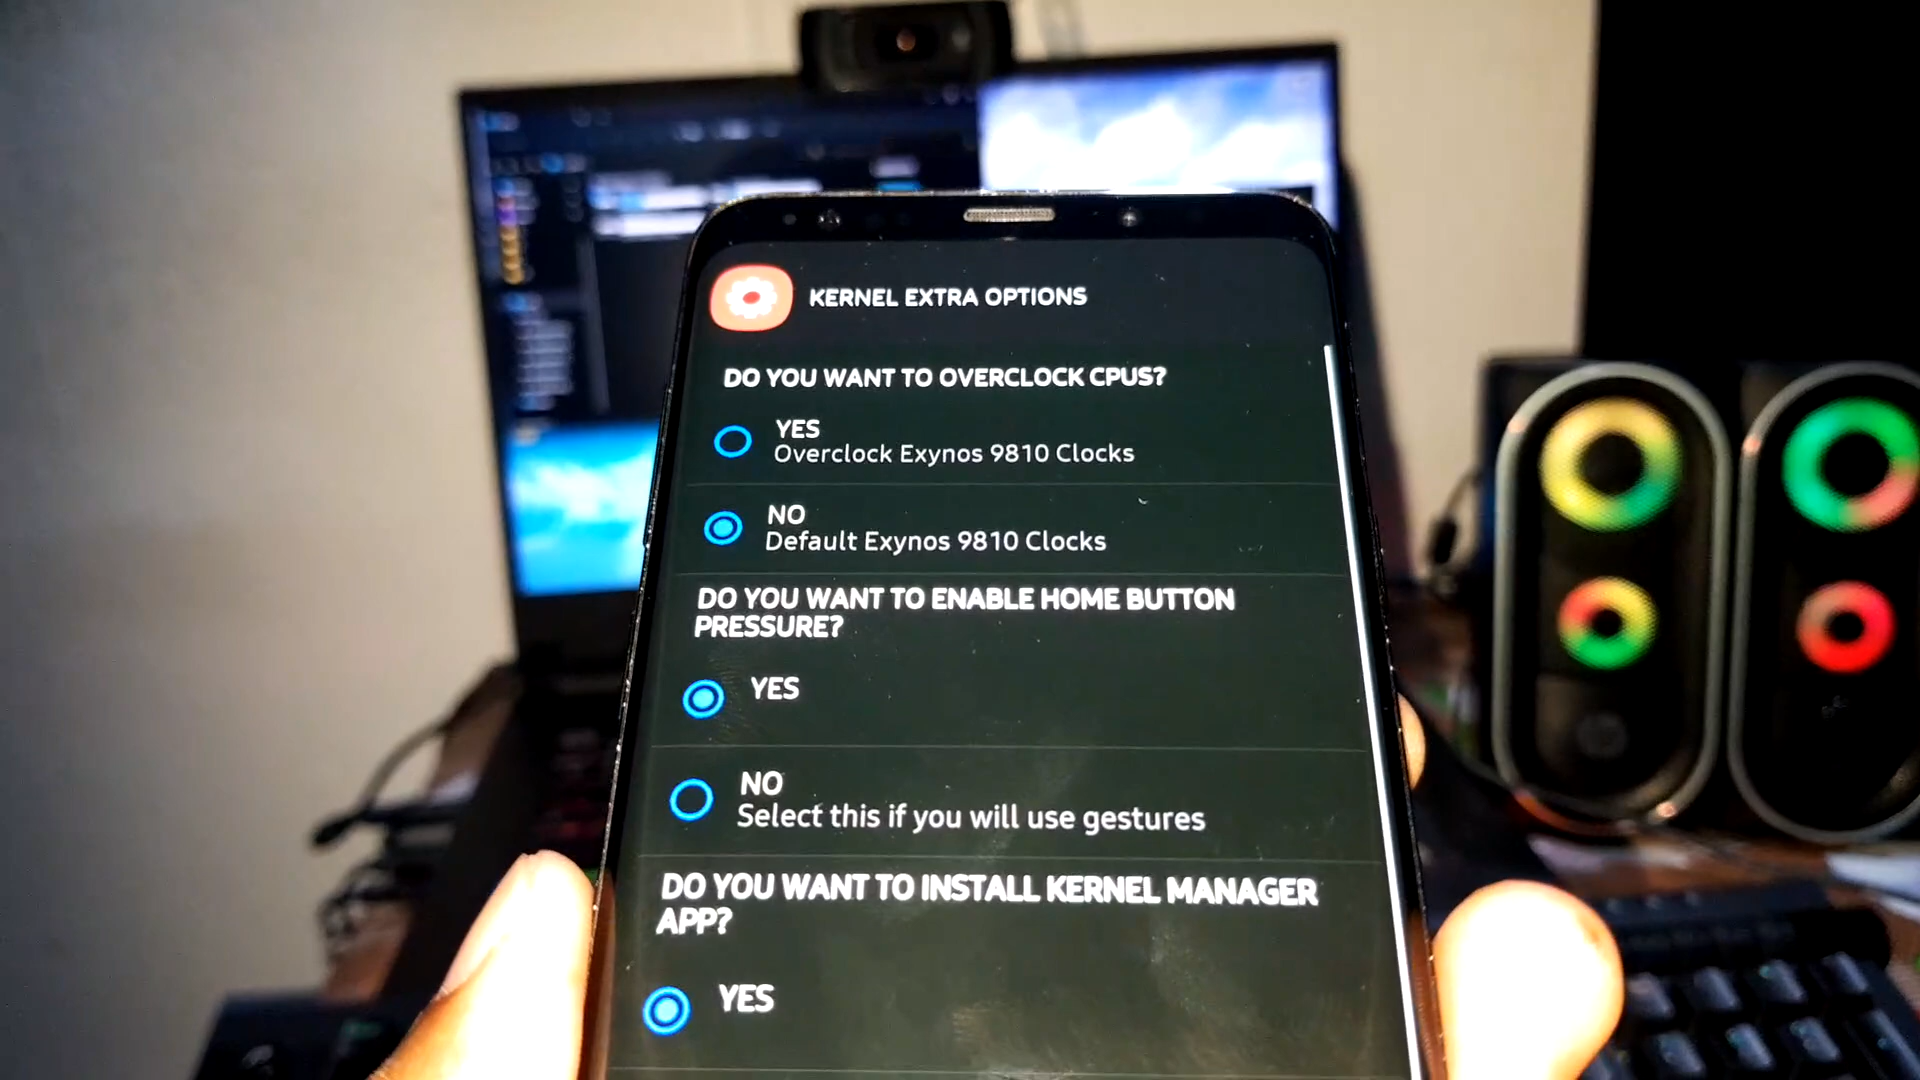 KERNEL EXTRA OPTIONS
DO YOU WANT TO OVERCLOCK CPUS?
YES
Overclock Exynos 9810 Clocks
NO
Default Exynos 9810 Clocks
DO YOU WANT TO ENABLE HOME BUTTON
PRESSURE?
YES
NO
Select this if you will use gestures
DO YOU WANT TO INSTALL KERNEL MANAGER
APP?
YES